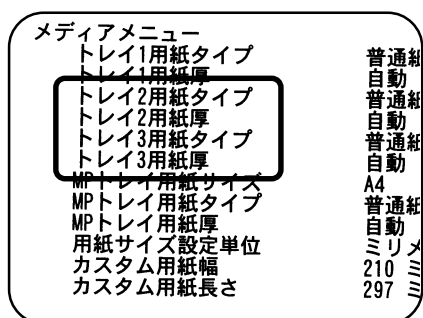 メディアメニュー
トレイ1用紙タイプ 普通紙
トレイ1用紙厚 自動
トレイ2用紙タイプ 普通紙
トレイ2用紙厚 自動
トレイ3用紙タイプ 普通紙
トレイ3用紙厚 自動
MPトレイ用紙サイズ A4
MPトレイ用紙タイプ 普通紙
MPトレイ用紙厚 自動
用紙サイズ設定単位 ミリメ
カスタム用紙幅 210 ミ
カスタム用紙長さ 297 ミ